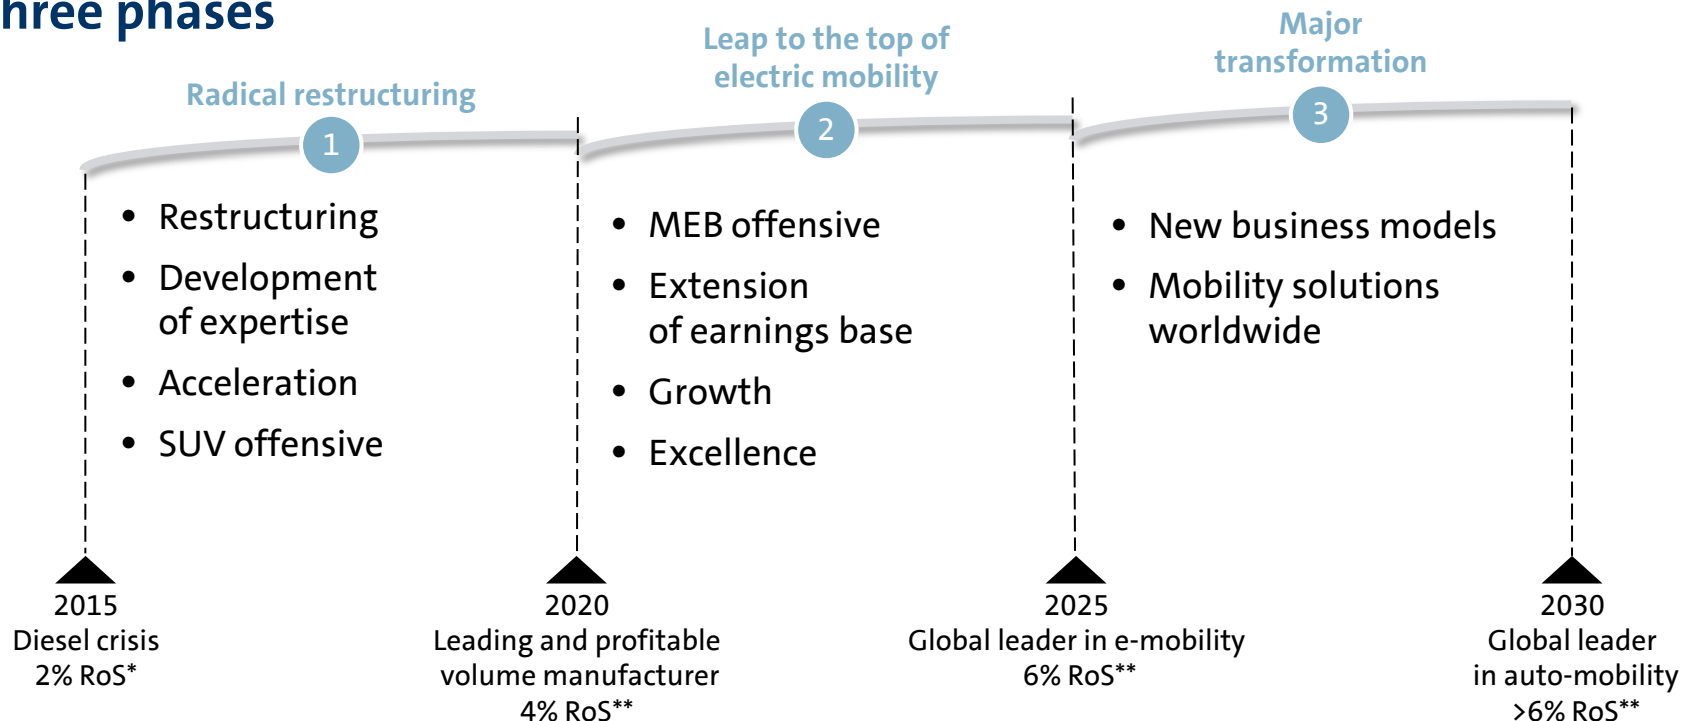 hree phases
Radical restructuring
1
Leap to the top of
electric mobility
2
Major
transformation
3
• Restructuring
• Development
of expertise
• Acceleration
• SUV offensive
• MEB offensive
• Extension
of earnings base
• Growth
• Excellence
• New business models
• Mobility solutions
worldwide
2015
Diesel crisis
2% RoS*
2020
Leading and profitable
volume manufacturer
4% RoS**
2025
Global leader in e-mobility
6% RoS**
2030
Global leader
in auto-mobility
>6% RoS**